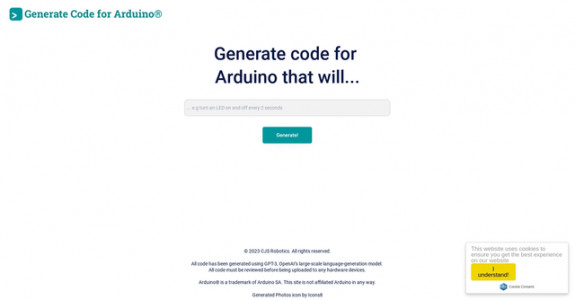 Generate Code for Arduino®
Generate code for
Arduino that will...
e.g turn an LED on and off every 2 seconds
Generate!
© 2023 CJS Robotics. All rights reserved.
All code has been generated using GPT-3, OpenAI's large-scale language-generation model.
All code must be reviewed before being uploaded to any hardware devices.
Arduino® is a trademark of Arduino SA. This site is not affiliated Arduino in any way.
Generated Photos icon by Icons8
This website uses cookies to
ensure you get the best experience
on our website
I
understand!
Cookie Consent